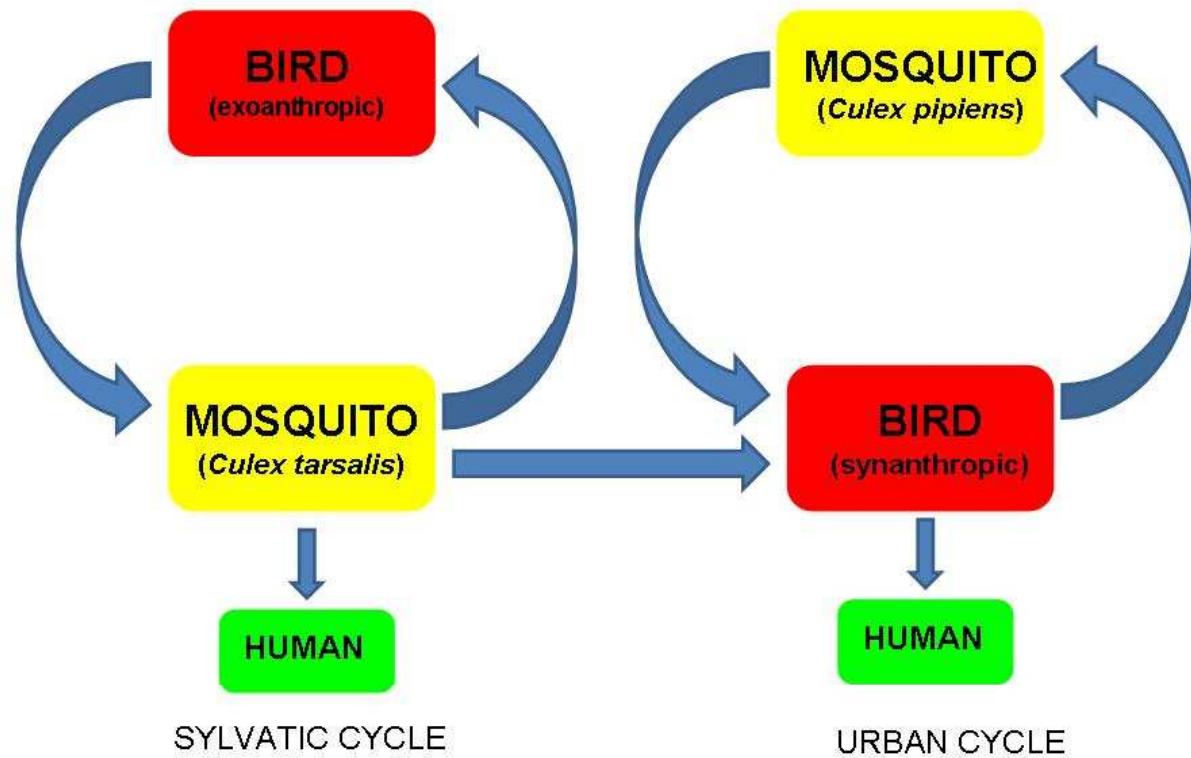 BIRD
(exoanthropic)
MOSQUITO
(Culex pipiens)
MOSQUITO
(Culex tarsalis)
BIRD
(synanthropic)
HUMAN
HUMAN
SYLVATIC CYCLE
URBAN CYCLE